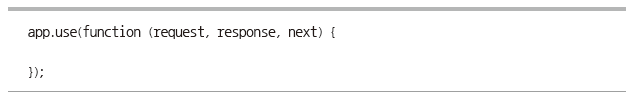 app.use(function (request, response, next) {
});